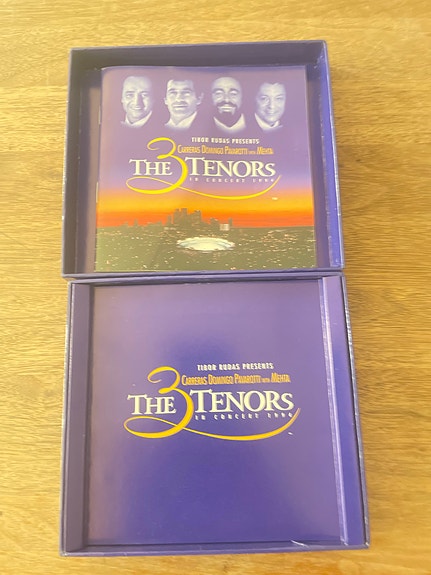 TIBOR RUDAS PRESENTS
CARRERAS DOMINGO PAVAROTTI WITH MEHTA
THE 3 TENORS
IN CONCERT 1994
TIBOR RUDAS PRESENTS
CARRERAS DOMINGO PAVAROTTI WITH MEHTA
THE 3 TENORS
IN CONCERT 1994